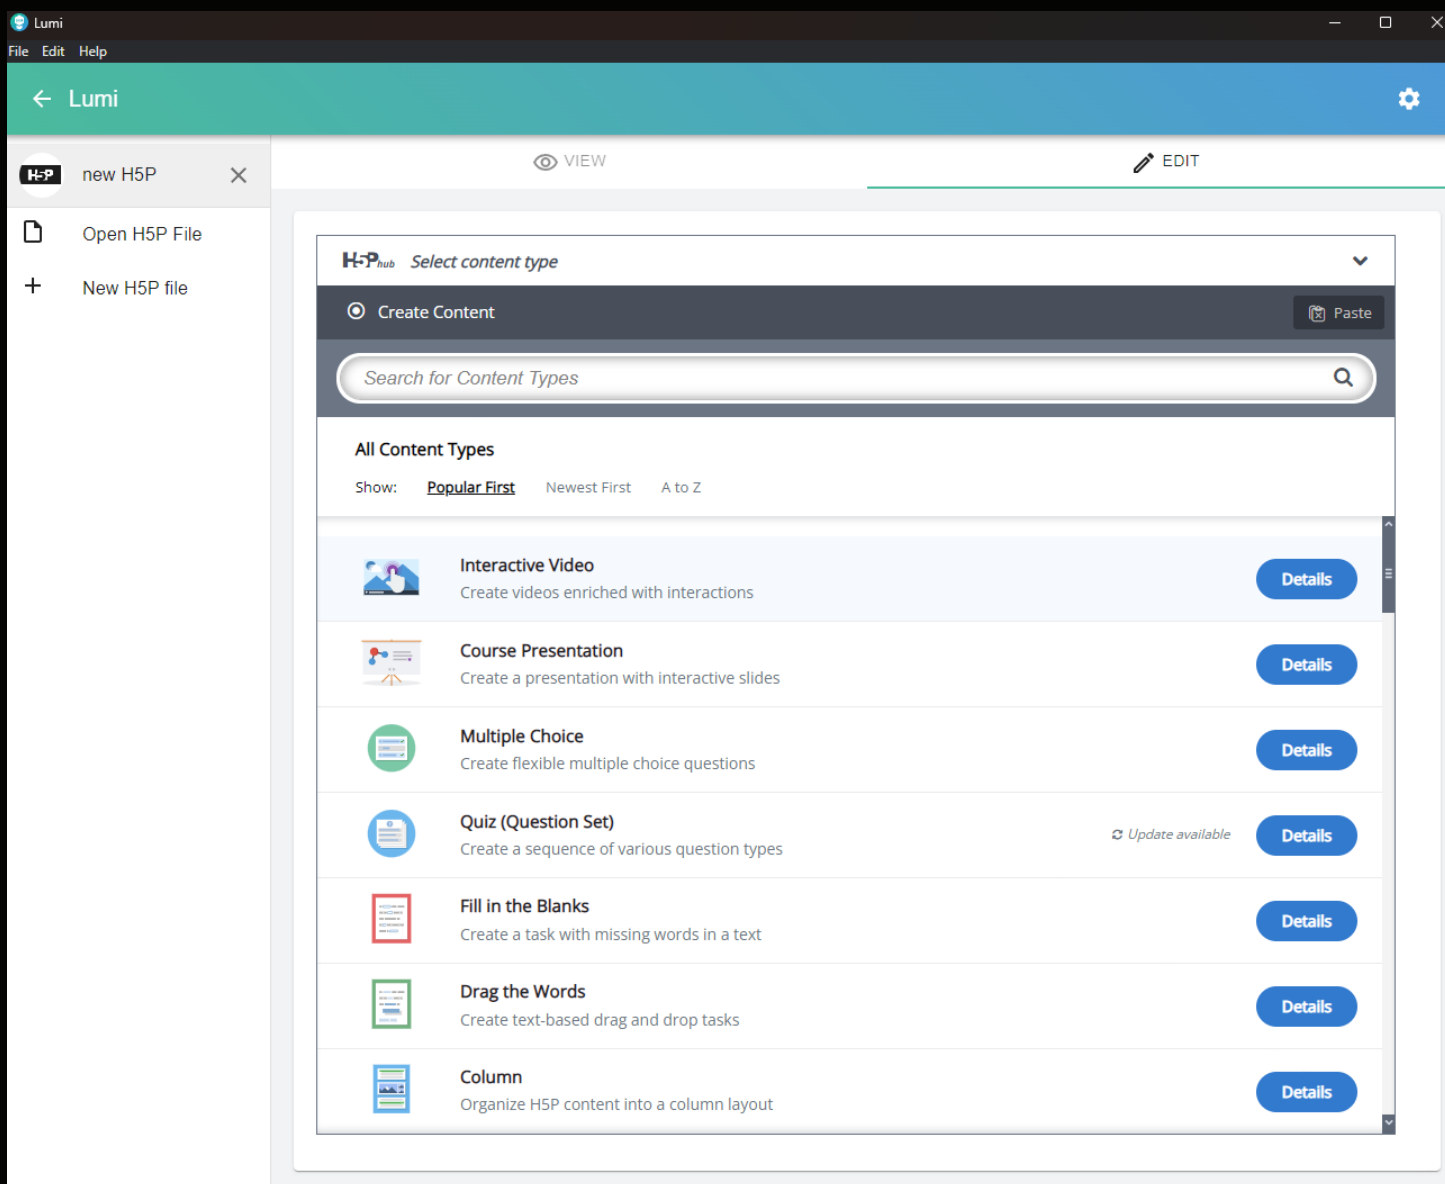 Lumi
File Edit Help
Lumi
H5P new H5P
Open H5P File
New H5P file
VIEW
EDIT
H5Phub Select content type
Create Content
Paste
Search for Content Types
All Content Types
Show: Popular First Newest First A to Z
Interactive Video
Create videos enriched with interactions
Details
Course Presentation
Create a presentation with interactive slides
Details
Multiple Choice
Create flexible multiple choice questions
Details
Quiz (Question Set)
Create a sequence of various question types
Update available
Details
Fill in the Blanks
Create a task with missing words in a text
Details
Drag the Words
Create text-based drag and drop tasks
Details
Column
Organize H5P content into a column layout
Details